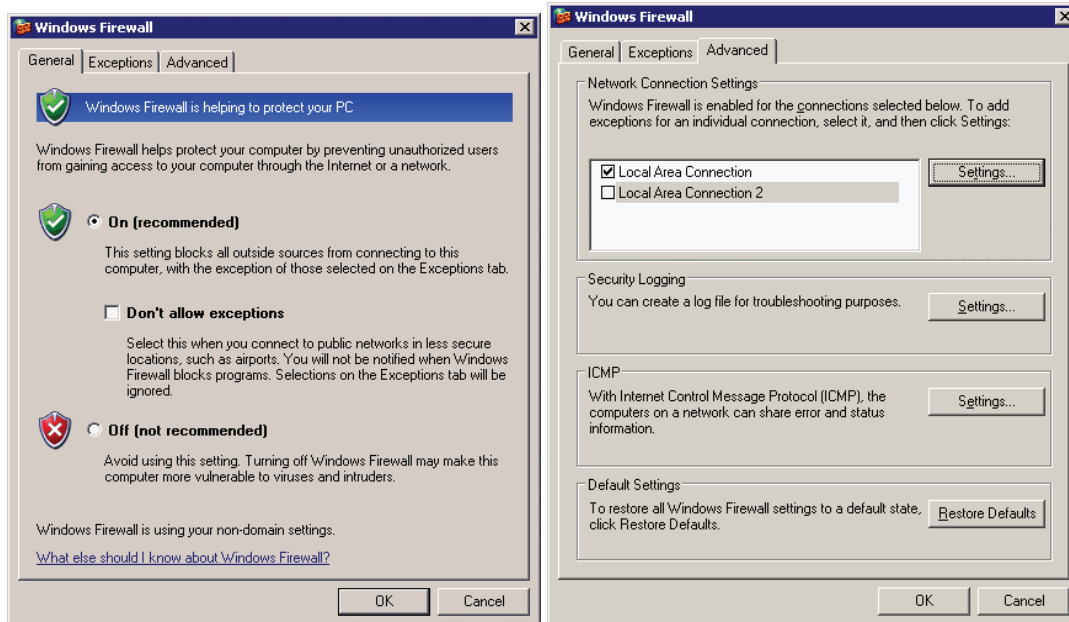 Windows Firewall
General
Exceptions
Advanced
Windows Firewall is helping to protect your PC
Windows Firewall helps protect your computer by preventing unauthorized users
from gaining access to your computer through the Internet or a network.
On (recommended)
This setting blocks all outside sources from connecting to this
computer, with the exception of those selected on the Exceptions tab.
Don't allow exceptions
Select this when you connect to public networks in less secure
locations, such as airports. You will not be notified when Windows
Firewall blocks programs. Selections on the Exceptions tab will be
ignored.
Off (not recommended)
Avoid using this setting. Turning off Windows Firewall may make this
computer more vulnerable to viruses and intruders.
Windows Firewall is using your non-domain settings.
What else should I know about Windows Firewall?
OK
Cancel
Windows Firewall
General
Exceptions
Advanced
Network Connection Settings
Windows Firewall is enabled for the connections selected below. To add
exceptions for an individual connection, select it, and then click Settings:
Local Area Connection
Local Area Connection 2
Settings...
Security Logging
You can create a log file for troubleshooting purposes.
Settings...
ICMP
With Internet Control Message Protocol (ICMP), the
computers on a network can share error and status
information.
Settings...
Default Settings
To restore all Windows Firewall settings to a default state,
click Restore Defaults.
Restore Defaults
OK
Cancel